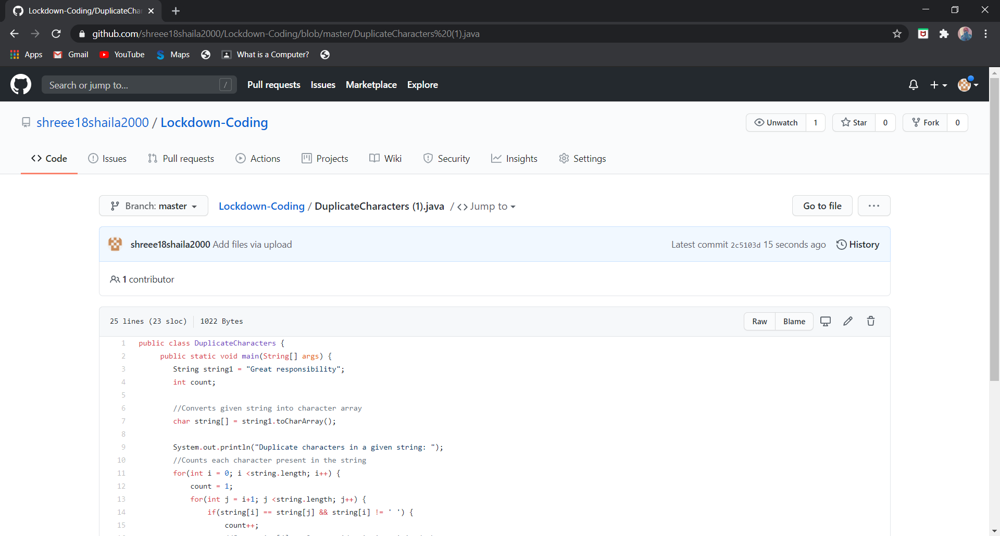 Lockdown-Coding/DuplicateCha
github.com/shreee18shaila2000/Lockdown-Coding/blob/master/DuplicateCharacters%20(1).java
Apps Gmail YouTube Maps What is a Computer?
Search or jump to... / Pull requests Issues Marketplace Explore
shreee18shaila2000 / Lockdown-Coding Unwatch 1 Star 0 Fork 0
Code Issues Pull requests Actions Projects Wiki Security Insights Settings
Branch: master Lockdown-Coding / DuplicateCharacters (1).java / <> Jump to Go to file ...
shreee18shaila2000 Add files via upload Latest commit 2c5103d 15 seconds ago History
1 contributor
25 lines (23 sloc) 1022 Bytes Raw Blame
1 public class DuplicateCharacters {
2 public static void main(String[] args) {
3 String string1 = "Great responsibility";
4 int count;
5
6 //Converts given string into character array
7 char string[] = string1.toCharArray();
8
9 System.out.println("Duplicate characters in a given string: ");
10 //Counts each character present in the string
11 for(int i = 0; i <string.length; i++) {
12 count = 1;
13 for(int j = i+1; j <string.length; j++) {
14 if(string[i] == string[j] && string[i] != ' ') {
15 count++;